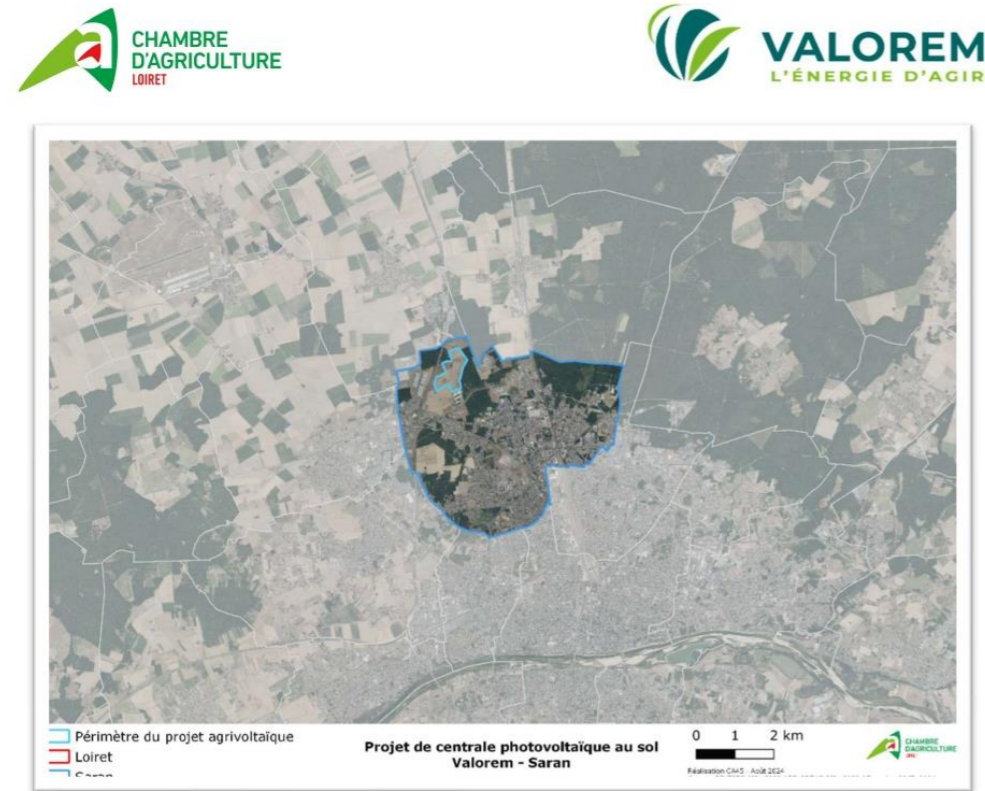 CHAMBRE
D'AGRICULTURE
LOIRET
VALOREM
L'ÉNERGIE D'AGIR
Périmètre du projet agrivoltaïque
Loiret
Saran
Projet de centrale photovoltaïque au sol
Valorem - Saran
0 1 2 km
Réalisation CA45 - Août 2024
CHAMBRE
D'AGRICULTURE